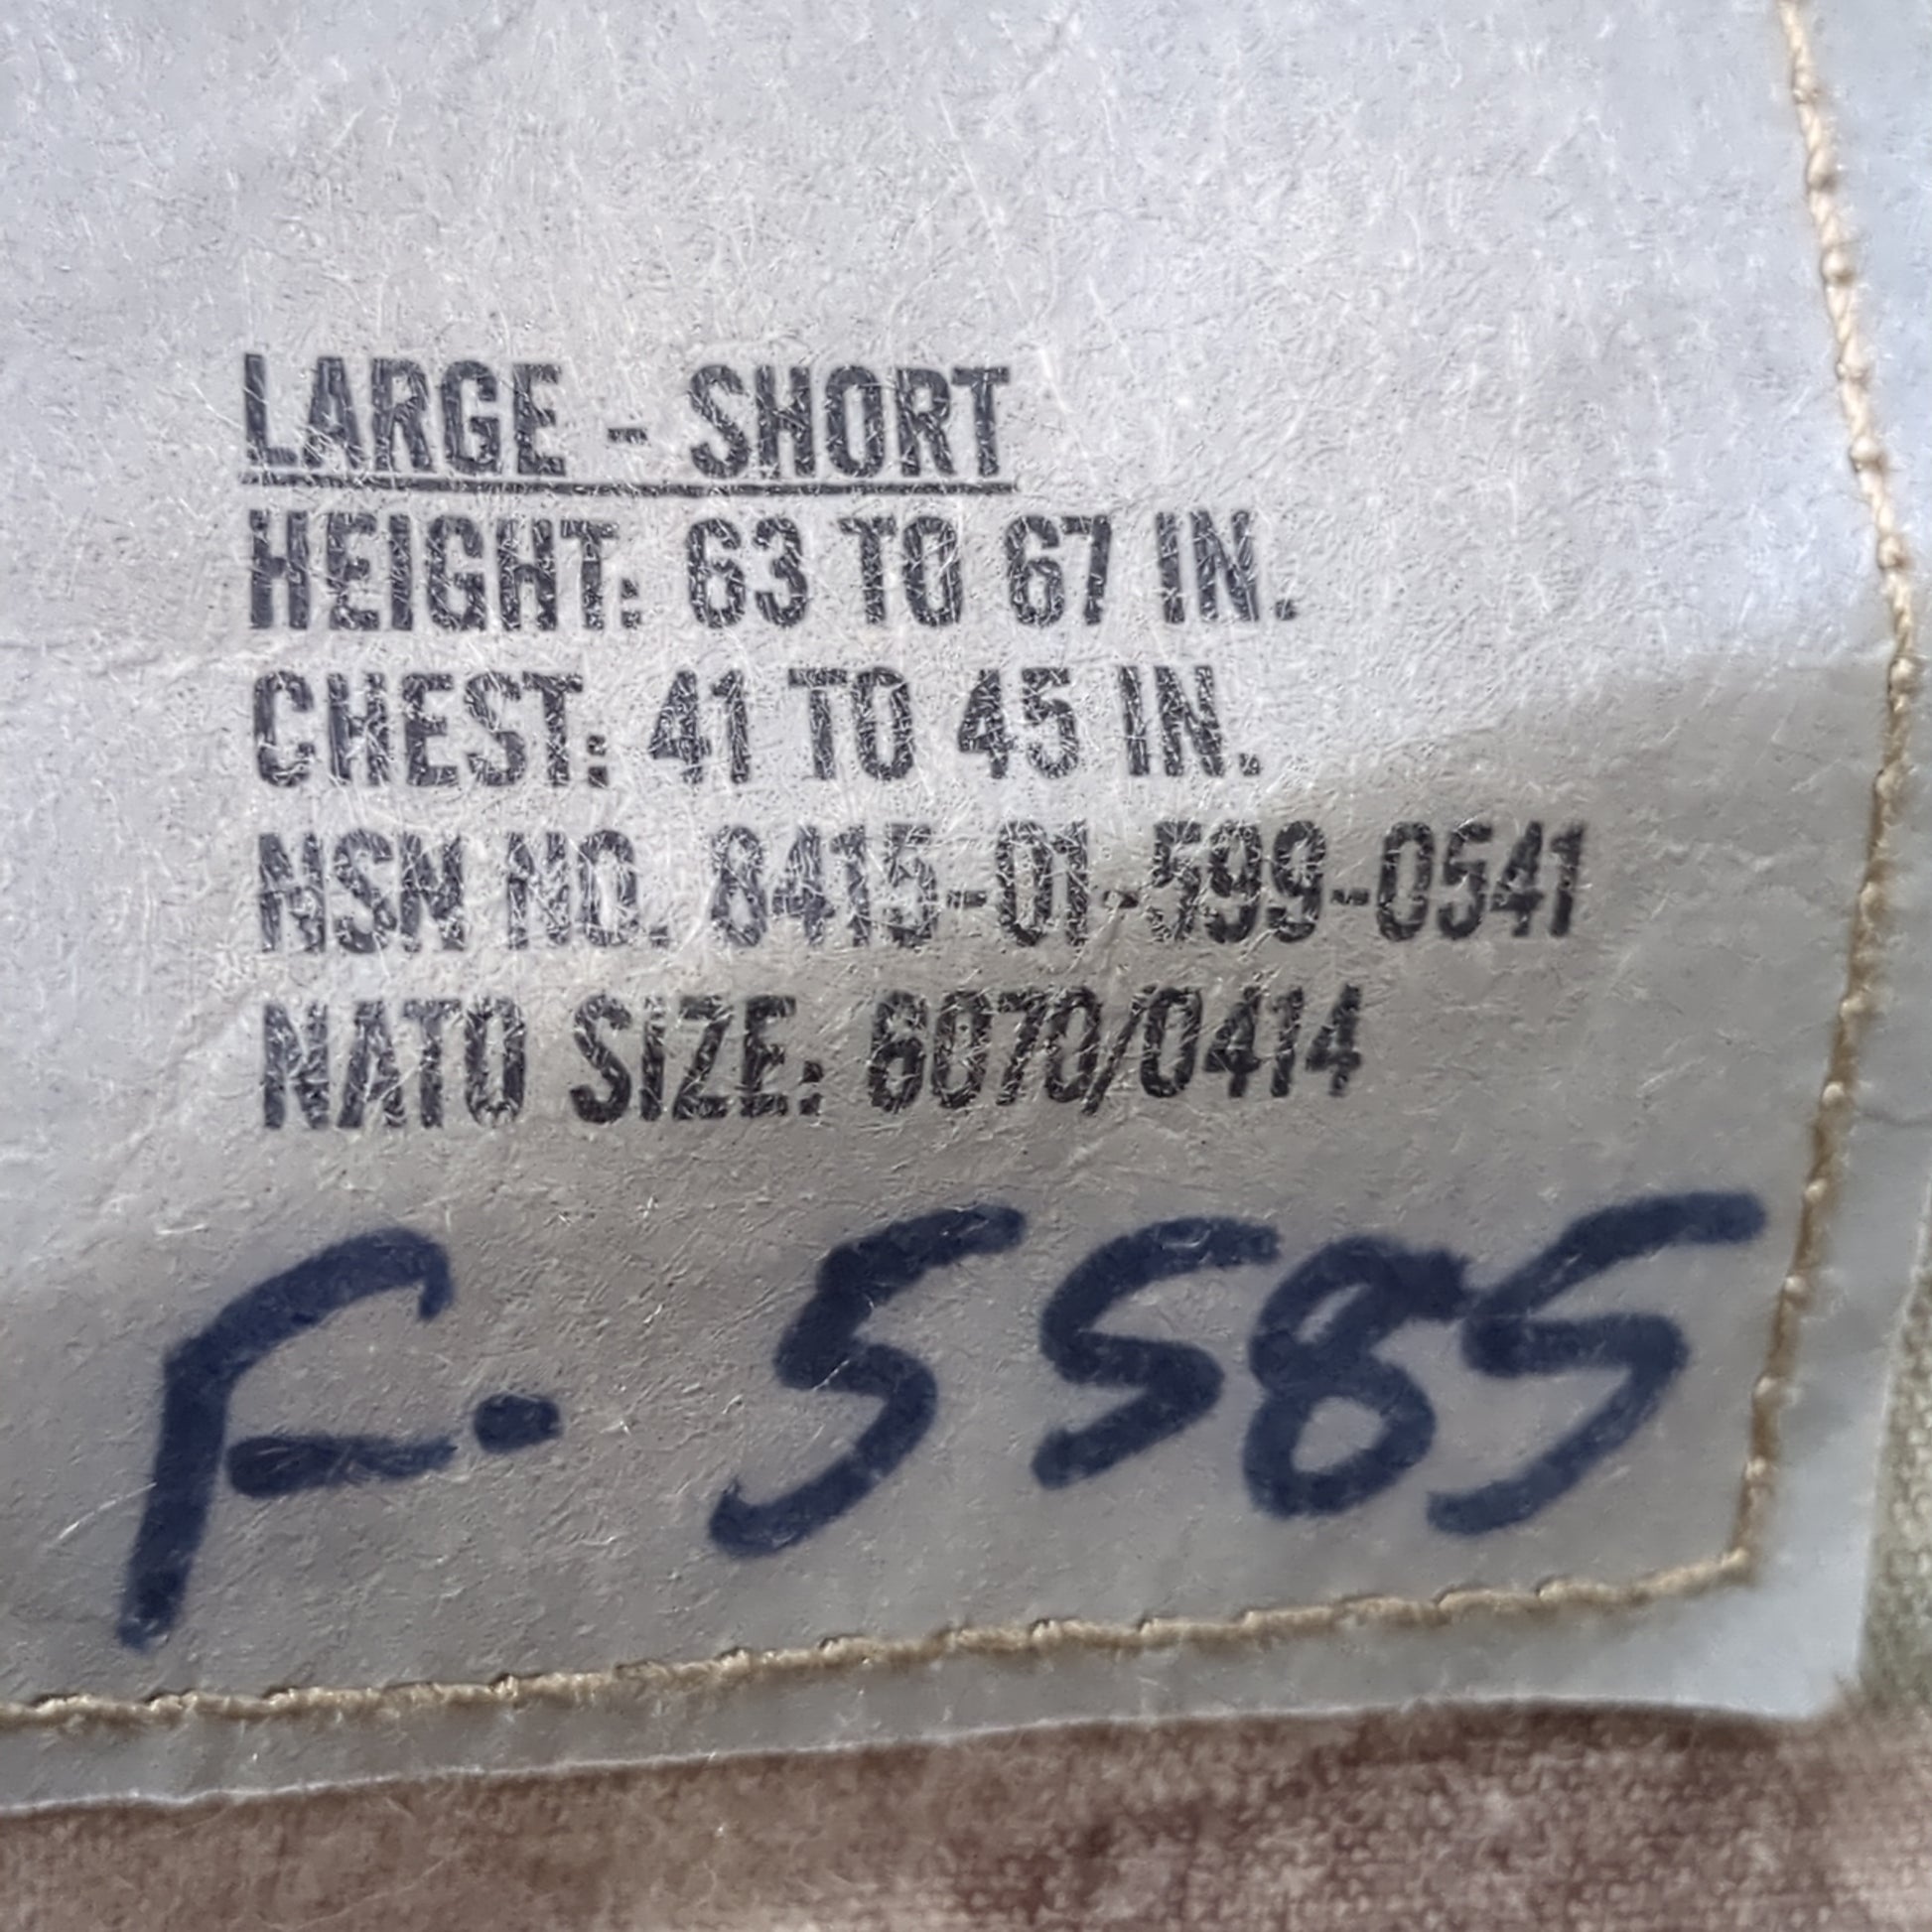 LARGE - SHORT
HEIGHT: 63 TO 67 IN.
CHEST: 41 TO 45 IN.
NSN NO. 8415-01-599-0541
NATO SIZE: 6070/0414
F- 5585